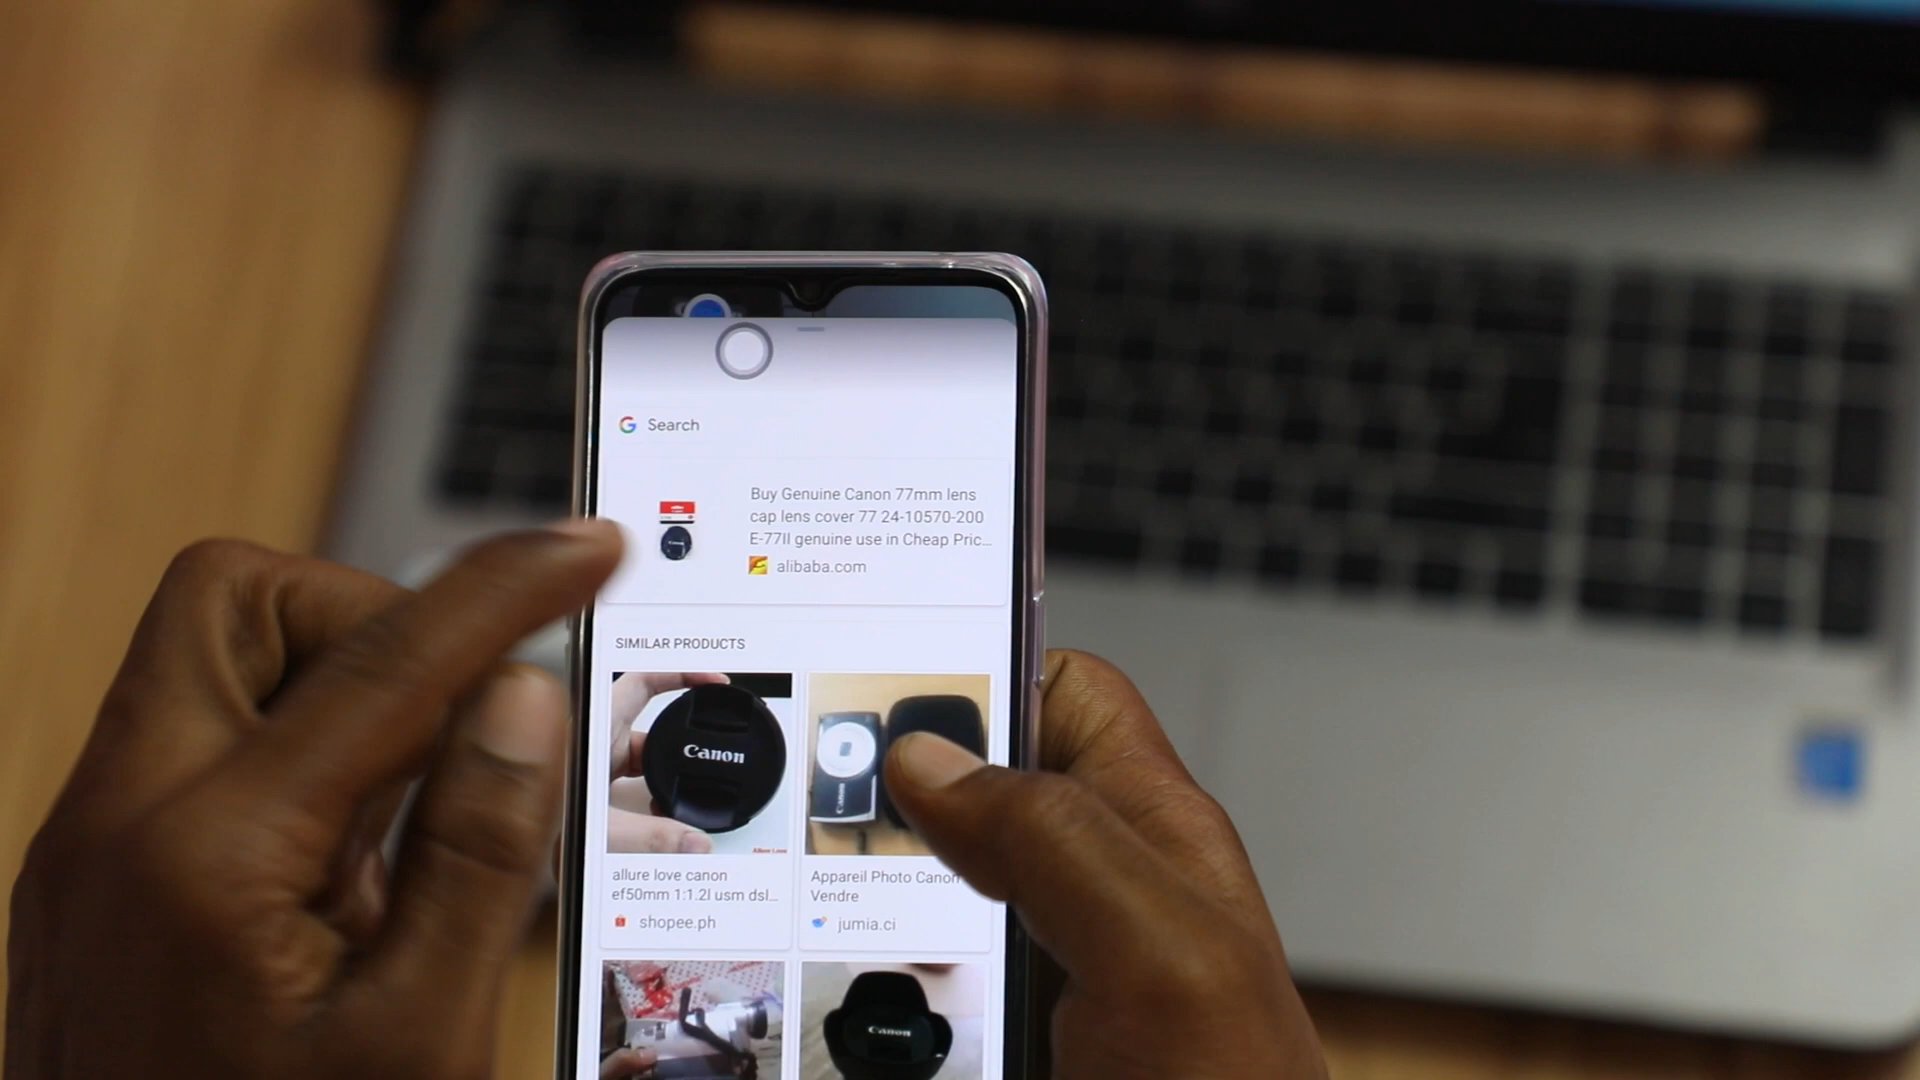 Search
Buy Genuine Canon 77mm lens
cap lens cover 77 24-10570-200
E-77II genuine use in Cheap Pric...
alibaba.com
SIMILAR PRODUCTS
Canon
Canon
allure love canon
ef50mm 1:1.2l usm dsl...
shopee.ph
Appareil Photo Canon
Vendre
jumia.ci
Canon